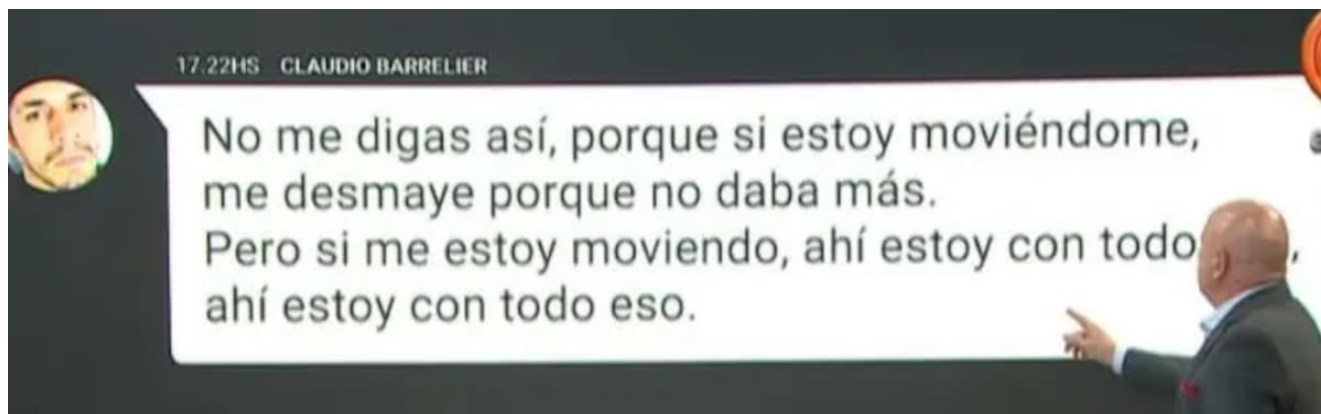 17.22HS CLAUDIO BARRELIER
No me digas así, porque si estoy moviéndome,
me desmaye porque no daba más.
Pero si me estoy moviendo, ahí estoy con todo ,
ahí estoy con todo eso.